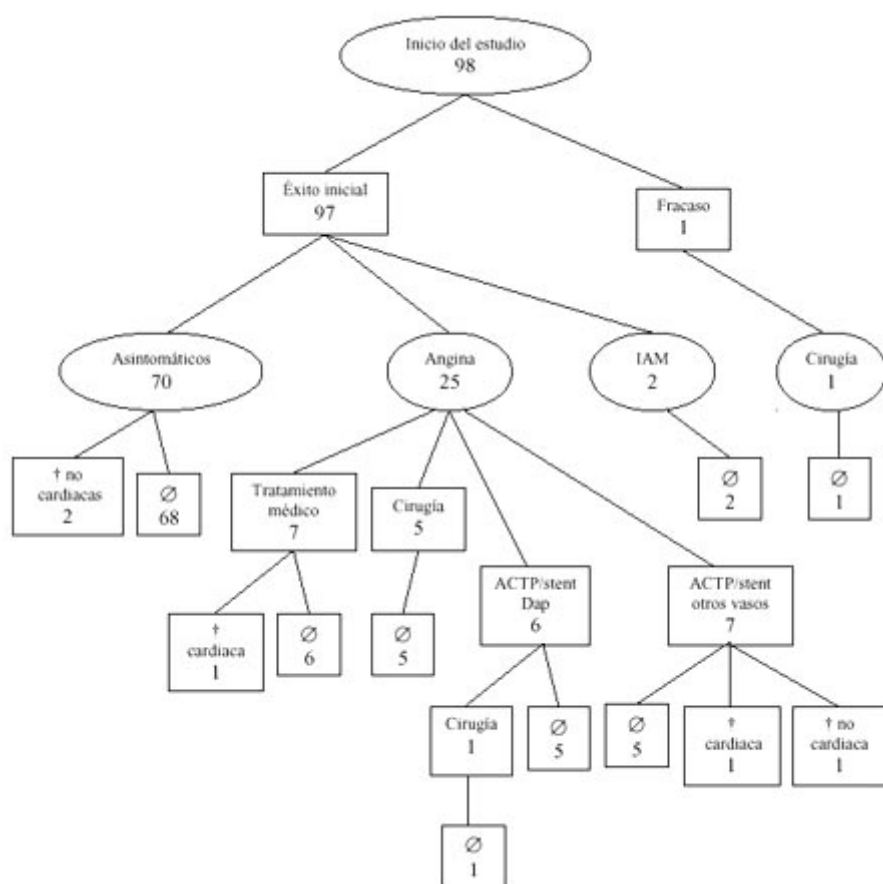 Inicio del estudio
98
Éxito inicial
97
Fracaso
1
Asintomáticos
70
Angina
25
IAM
2
Cirugía
1
† no
cardiacas
2
∅
68
Tratamiento
médico
7
Cirugía
5
∅
2
∅
1
ACTP/stent
Dap
6
ACTP/stent
otros vasos
7
†
cardiaca
1
∅
6
∅
5
Cirugía
1
∅
5
∅
5
†
cardiaca
1
† no
cardiaca
1
∅
1